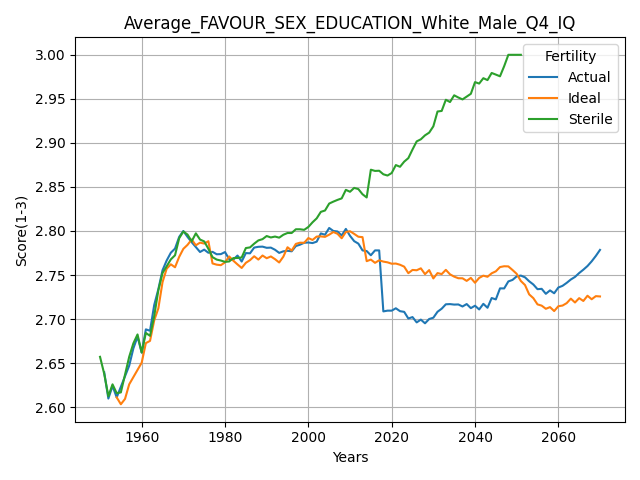 Average_FAVOUR_SEX_EDUCATION_White_Male_Q4_IQ
Score(1-3)
3.00
2.95
2.90
2.85
2.80
2.75
2.70
2.65
2.60
Fertility
Actual
Ideal
Sterile
1960 1980 2000 2020 2040 2060
Years